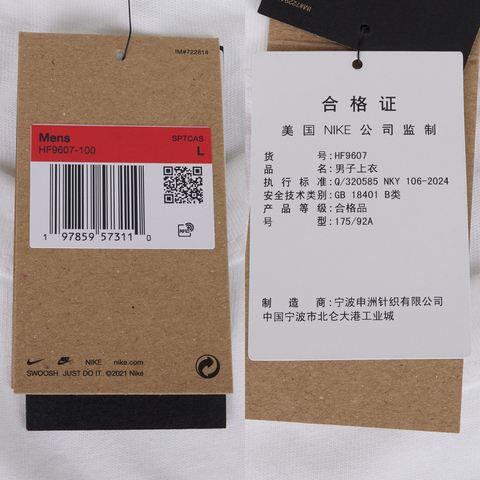 IM#722614
Mens
SPTCAS
HF9607-100
L
1 97859 57311 0
RFID
NIKE nike.com
SWOOSH JUST DO IT ©2021 Nike
合格证
美国 NIKE 公司监制
货号:HF9607
品名:男子上衣
执行标准:Q/320585 NKY 106-2024
安全技术类别:GB 18401 B类
产品等级:合格品
号型:175/92A
制造商:宁波申洲针织有限公司
中国宁波市北仑大港工业城